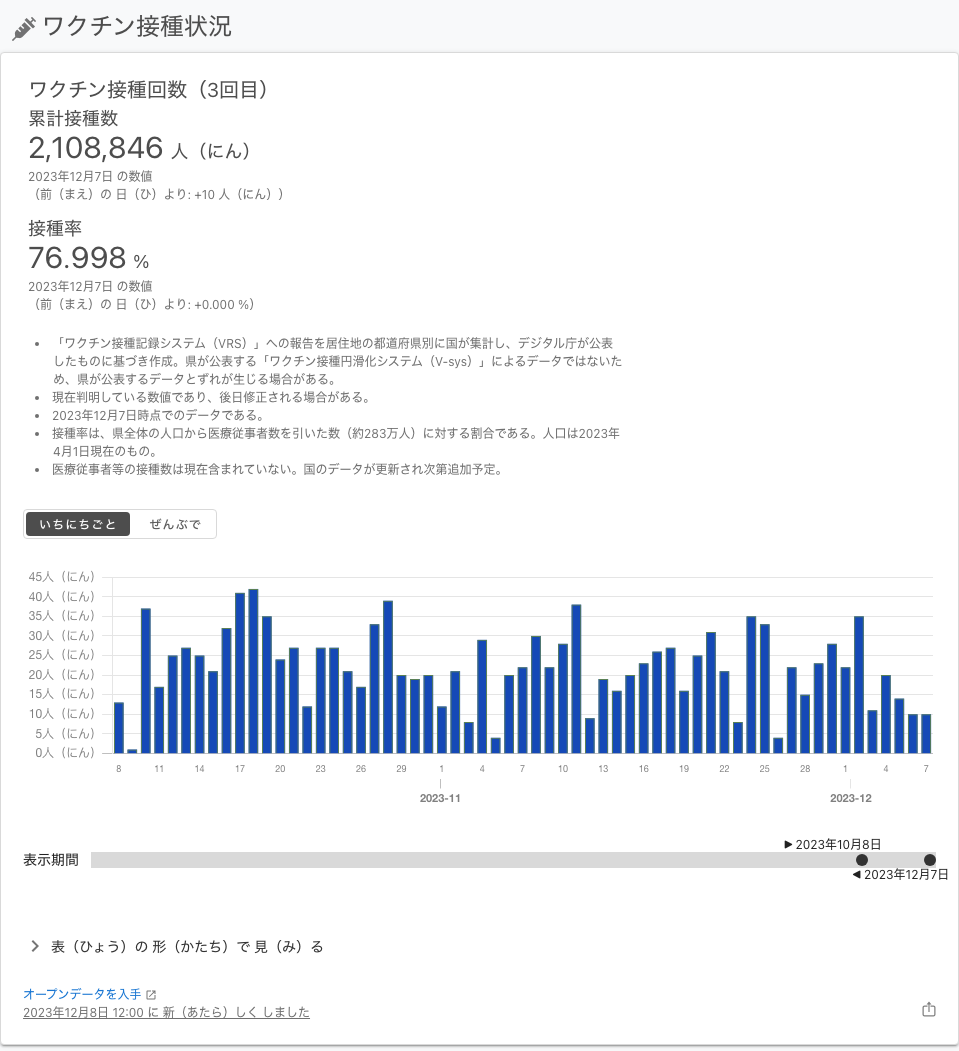 ワクチン接種状況
ワクチン接種回数（3回目）
累計接種数
2,108,846 人（にん）
2023年12月7日 の数値
（前（まえ）の 日（ひ）より: +10 人（にん））
接種率
76.998 %
2023年12月7日 の数値
（前（まえ）の 日（ひ）より: +0.000 %）
「ワクチン接種記録システム（VRS）」への報告を居住地の都道府県別に国が集計し、デジタル庁が公表
したものに基づき作成。県が公表する「ワクチン接種円滑化システム（V-sys）」によるデータではないた
め、県が公表するデータとずれが生じる場合がある。
現在判明している数値であり、後日修正される場合がある。
2023年12月7日時点でのデータである。
接種率は、県全体の人口から医療従事者数を引いた数（約283万人）に対する割合である。人口は2023年
4月1日現在のもの。
医療従事者等の接種数は現在含まれていない。国のデータが更新され次第追加予定。
いちにちごと ぜんぶで
45人（にん）
40人（にん）
35人（にん）
30人（にん）
25人（にん）
20人（にん）
15人（にん）
10人（にん）
5人（にん）
0人（にん）
8 11 14 17 20 23 26 29 1 4 7 10 13 16 19 22 25 28 1 4 7
2023-11 2023-12
2023年10月8日
表示期間
2023年12月7日
表（ひょう）の 形（かたち）で 見（み）る
オープンデータを入手
2023年12月8日 12:00 に 新（あたら）しく しました